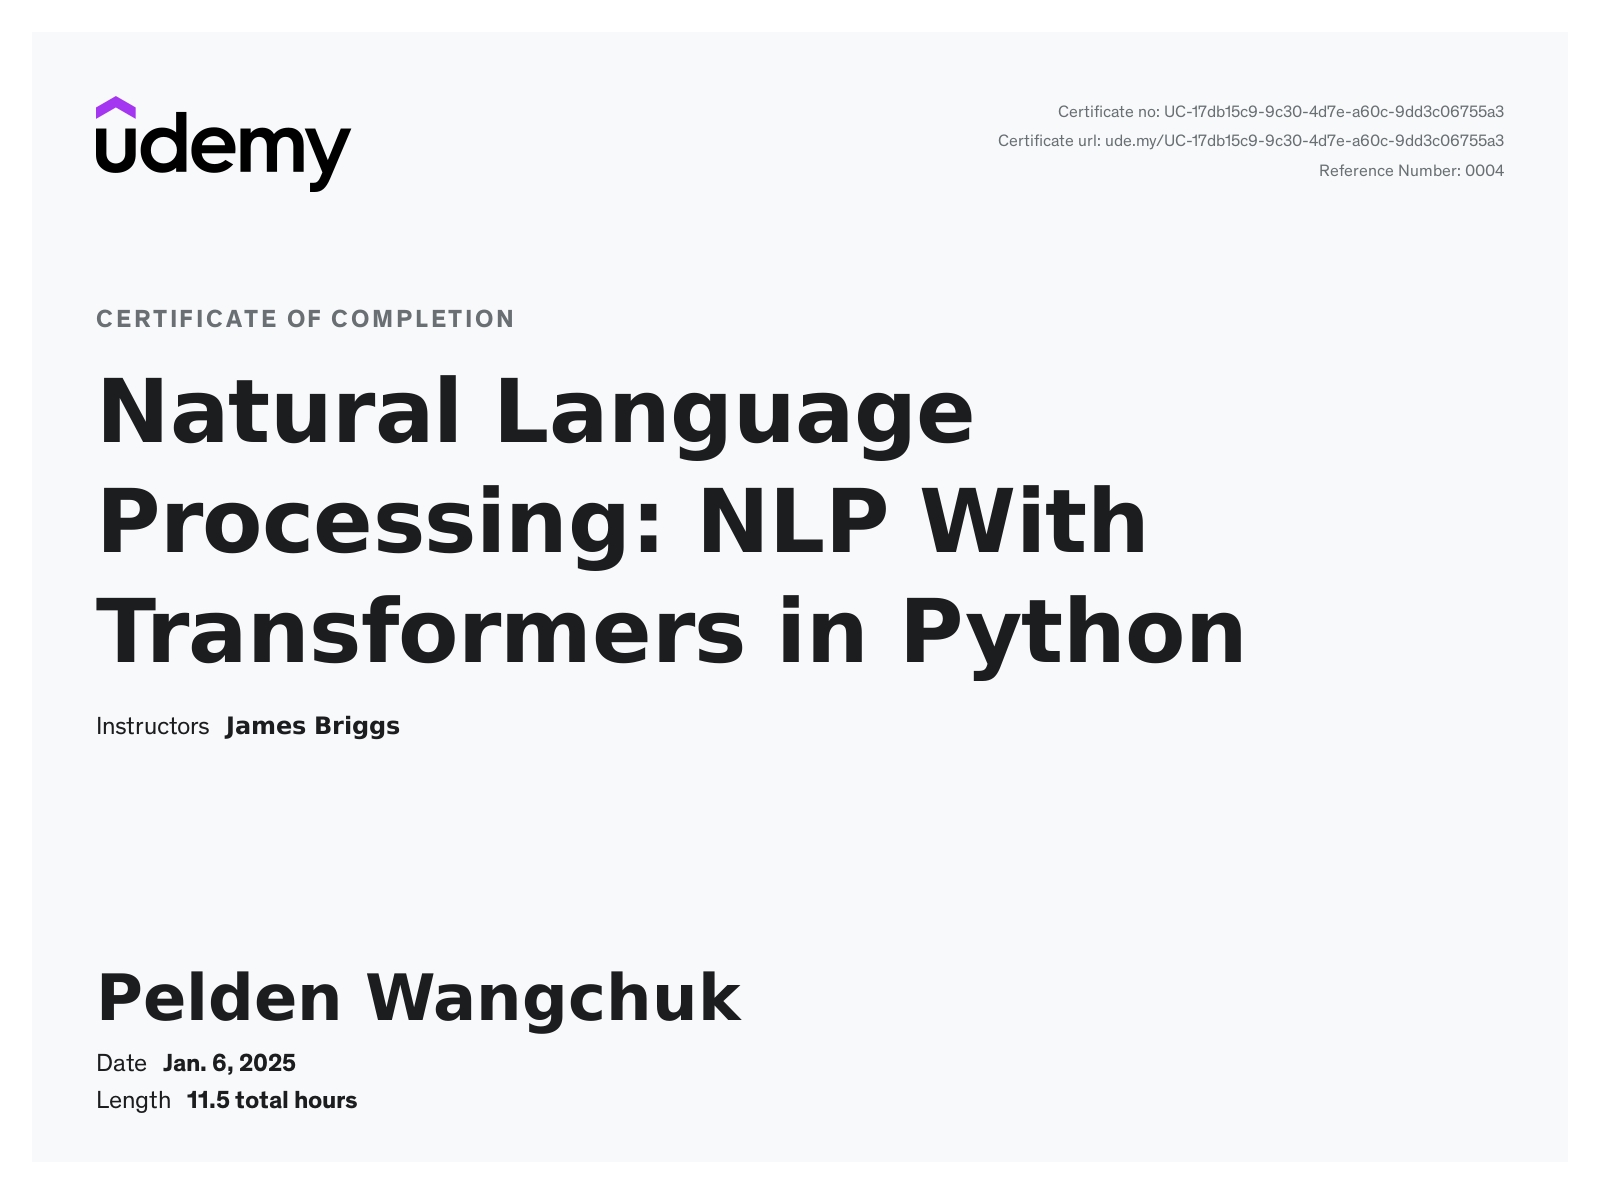 udemy
Certificate no: UC-17db15c9-9c30-4d7e-a60c-9dd3c06755a3
Certificate url: ude.my/UC-17db15c9-9c30-4d7e-a60c-9dd3c06755a3
Reference Number: 0004
CERTIFICATE OF COMPLETION
Natural Language
Processing: NLP With
Transformers in Python
Instructors James Briggs
Pelden Wangchuk
Date Jan. 6, 2025
Length 11.5 total hours